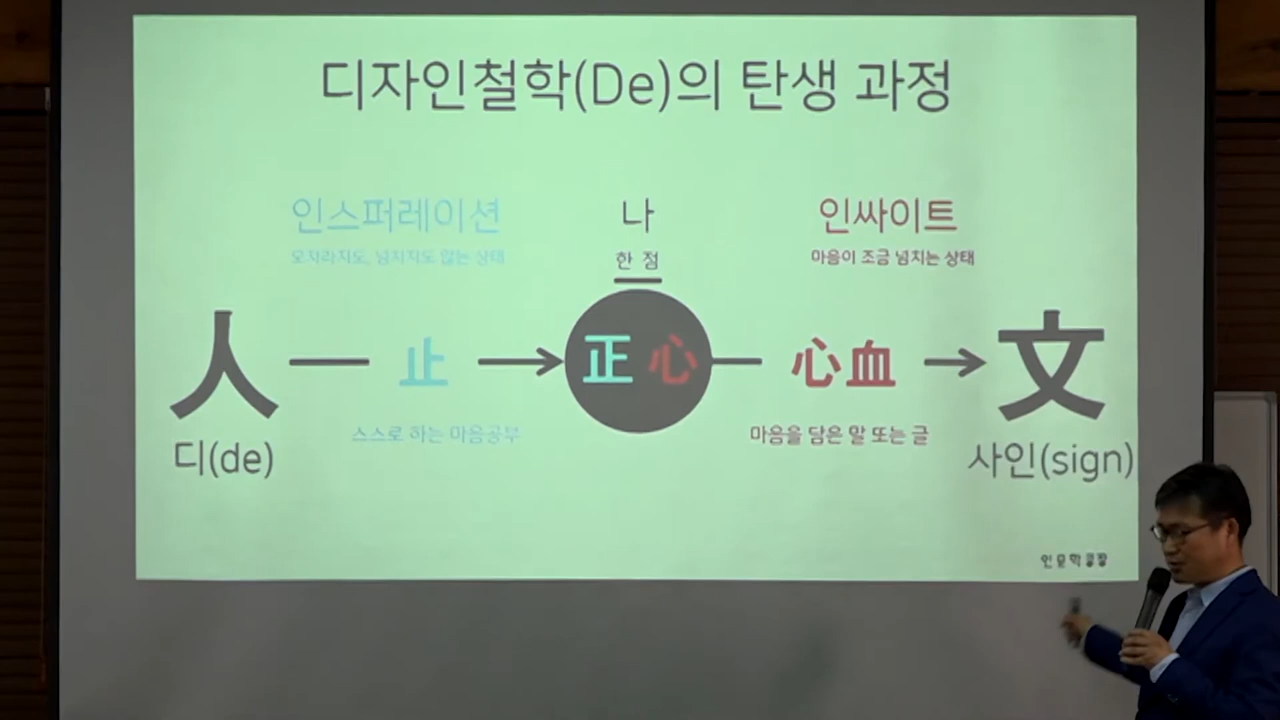 디자인철학(De)의 탄생 과정
인스퍼레이션
모자라지도, 넘치지도 않는 상태
나
한 점
인싸이트
마음이 조금 넘치는 상태
人
止
正心
心血
文
디(de)
스스로 하는 마음공부
마음을 담은 말 또는 글
사인(sign)
인문학공장